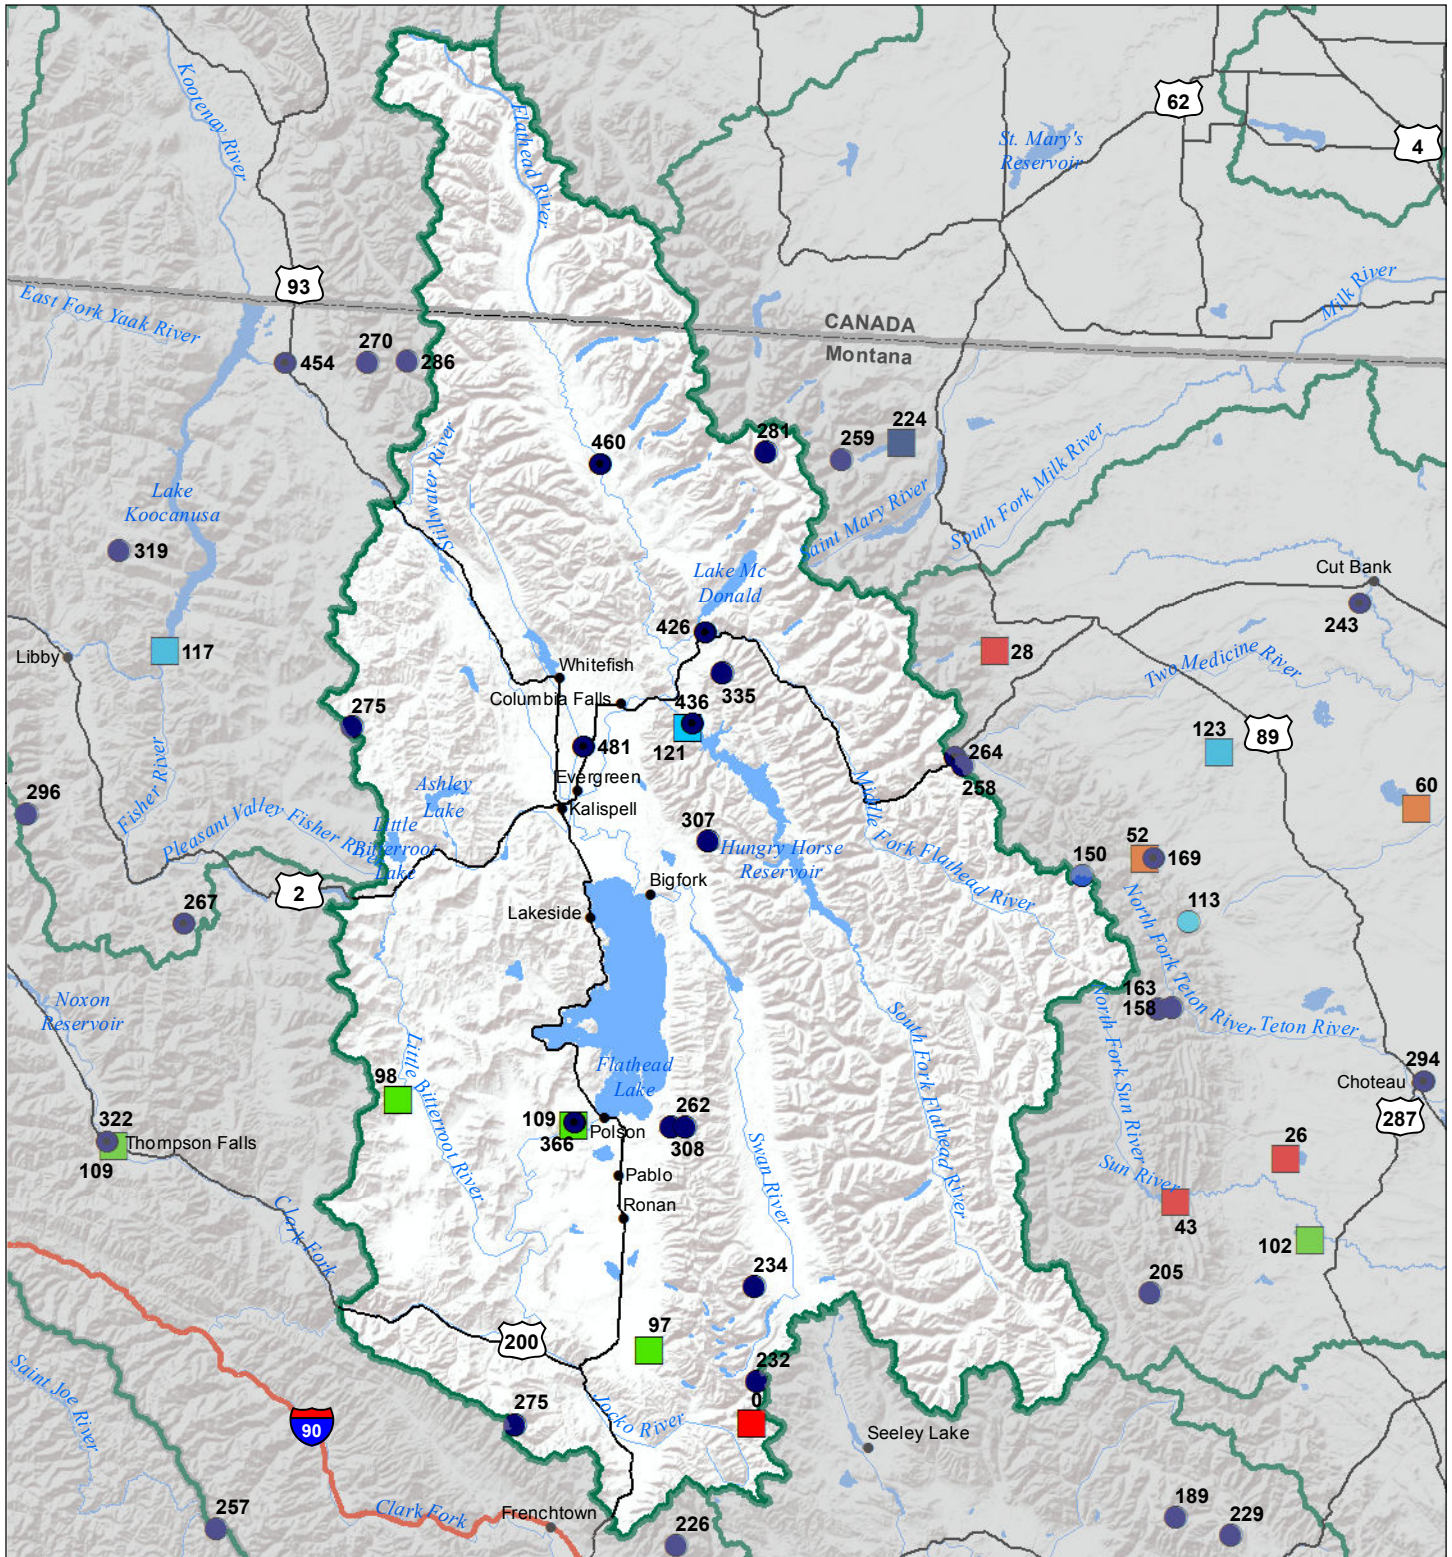 62
4
Kootenay River
Flathead River
St. Mary's
Reservoir
93
East Fork Yaak River
Milk River
CANADA
Montana
270
454
286
460
281
259
224
Stillwater River
Lake
Koocanusa
319
Saint Mary River
South Fork Milk River
Lake Mc
Donald
Cut Bank
243
426
Libby
117
Whitefish
335
28
Two Medicine River
Columbia Falls
436
121
275
481
123
89
264
258
Evergreen
Kalispell
Ashley
Lake
296
Fisher River
Pleasant Valley Fisher River
Little
Bitterroot
Lake
60
307
Hungry Horse
Reservoir
Middle Fork Flathead River
52
169
150
2
Bigfork
Lakeside
267
113
North Fork Teton River
Teton River
163
158
Noxon
Reservoir
North Fork Sun River
South Fork Flathead River
Little Bitterroot River
Flathead
Lake
294
Choteau
98
287
109
366
Polson
262
308
322
Thompson Falls
109
Swan River
26
Sun River
43
Pablo
Ronan
102
Clark Fork
234
205
200
97
232
0
Saint Joe River
275
Jocko River
90
Seeley Lake
Clark Fork
Frenchtown
257
226
189
229